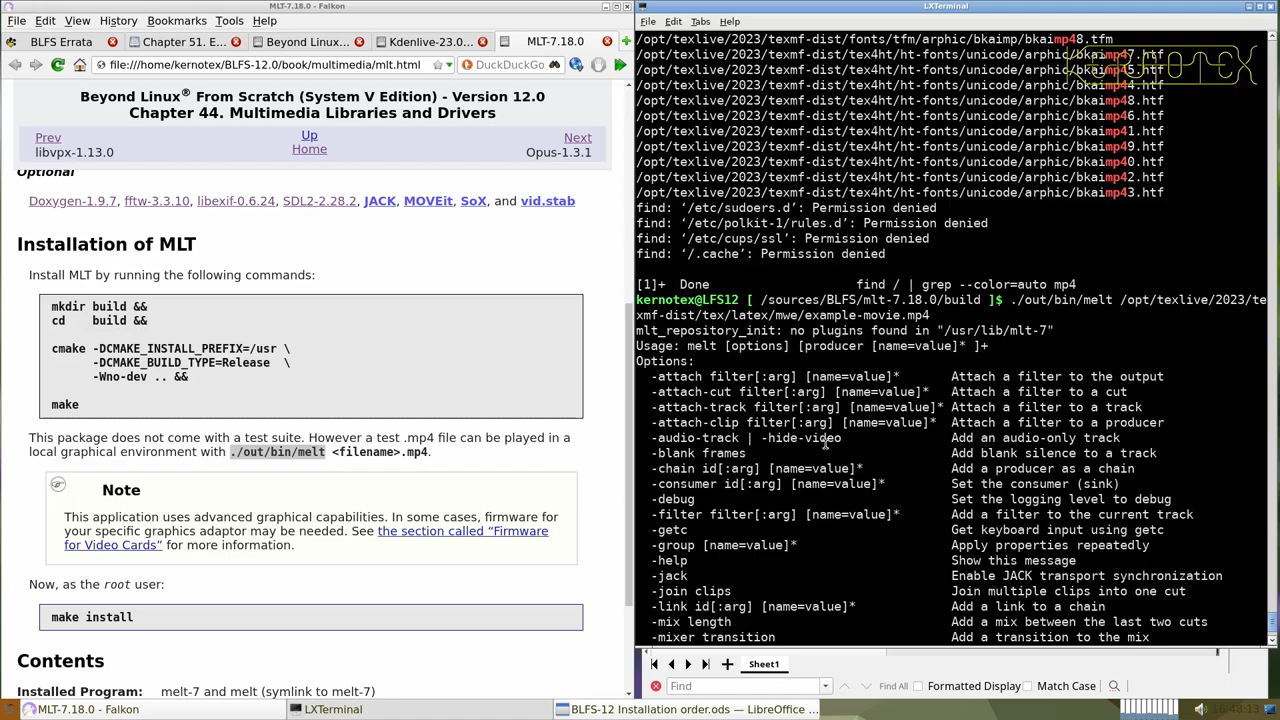 MLT-7.18.0 - Falkon
File Edit View History Bookmarks Tools Help
BLFS Errata
Chapter 51. E...
Beyond Linux...
Kdenlive-23.0...
MLT-7.18.0
file:///home/kernotex/BLFS-12.0/book/multimedia/mlt.html
DuckDuckGo
Beyond Linux® From Scratch (System V Edition) - Version 12.0
Chapter 44. Multimedia Libraries and Drivers
Prev Up Next
libvpx-1.13.0 Home Opus-1.3.1
Optional
Doxygen-1.9.7, fftw-3.3.10, libexif-0.6.24, SDL2-2.28.2, JACK, MOVEit, SoX, and vid.stab
Installation of MLT
Install MLT by running the following commands:
mkdir build &&
cd    build &&
cmake -DCMAKE_INSTALL_PREFIX=/usr \
      -DCMAKE_BUILD_TYPE=Release  \
      -Wno-dev .. &&
make
This package does not come with a test suite. However a test .mp4 file can be played in a
local graphical environment with ./out/bin/melt <filename>.mp4.
Note
This application uses advanced graphical capabilities. In some cases, firmware for
your specific graphics adaptor may be needed. See the section called “Firmware
for Video Cards” for more information.
Now, as the root user:
make install
Contents
Installed Program: melt-7 and melt (symlink to melt-7)
LXTerminal
File Edit Tabs Help
/opt/texlive/2023/texmf-dist/fonts/tfm/arphic/bkaimp/bkaimp48.tfm
/opt/texlive/2023/texmf-dist/tex4ht/ht-fonts/unicode/arphic/bkaimp47.htf
/opt/texlive/2023/texmf-dist/tex4ht/ht-fonts/unicode/arphic/bkaimp45.htf
/opt/texlive/2023/texmf-dist/tex4ht/ht-fonts/unicode/arphic/bkaimp44.htf
/opt/texlive/2023/texmf-dist/tex4ht/ht-fonts/unicode/arphic/bkaimp48.htf
/opt/texlive/2023/texmf-dist/tex4ht/ht-fonts/unicode/arphic/bkaimp46.htf
/opt/texlive/2023/texmf-dist/tex4ht/ht-fonts/unicode/arphic/bkaimp41.htf
/opt/texlive/2023/texmf-dist/tex4ht/ht-fonts/unicode/arphic/bkaimp49.htf
/opt/texlive/2023/texmf-dist/tex4ht/ht-fonts/unicode/arphic/bkaimp40.htf
/opt/texlive/2023/texmf-dist/tex4ht/ht-fonts/unicode/arphic/bkaimp42.htf
/opt/texlive/2023/texmf-dist/tex4ht/ht-fonts/unicode/arphic/bkaimp43.htf
find: ‘/etc/sudoers.d’: Permission denied
find: ‘/etc/polkit-1/rules.d’: Permission denied
find: ‘/etc/cups/ssl’: Permission denied
find: ‘/.cache’: Permission denied
[1]+  Done                    find / | grep --color=auto mp4
kernotex@LFS12 [ /sources/BLFS/mlt-7.18.0/build ]$ ./out/bin/melt /opt/texlive/2023/te
xmf-dist/tex/latex/mwe/example-movie.mp4
mlt_repository_init: no plugins found in "/usr/lib/mlt-7"
Usage: melt [options] [producer [name=value]* ]+
Options:
  -attach filter[:arg] [name=value]*       Attach a filter to the output
  -attach-cut filter[:arg] [name=value]*   Attach a filter to a cut
  -attach-track filter[:arg] [name=value]* Attach a filter to a track
  -attach-clip filter[:arg] [name=value]*  Attach a filter to a producer
  -audio-track | -hide-video               Add an audio-only track
  -blank frames                            Add blank silence to a track
  -chain id[:arg] [name=value]*            Add a producer as a chain
  -consumer id[:arg] [name=value]*         Set the consumer (sink)
  -debug                                   Set the logging level to debug
  -filter filter[:arg] [name=value]*       Add a filter to the current track
  -getc                                    Get keyboard input using getc
  -group [name=value]*                     Apply properties repeatedly
  -help                                    Show this message
  -jack                                    Enable JACK transport synchronization
  -join clips                              Join multiple clips into one cut
  -link id[:arg] [name=value]*             Add a link to a chain
  -mix length                              Add a mix between the last two cuts
  -mixer transition                        Add a transition to the mix
KERNOTEX
Sheet1
Find Find All Formatted Display Match Case
MLT-7.18.0 - Falkon
LXTerminal
BLFS-12 Installation order.ods — LibreOffice ...
16:48:13